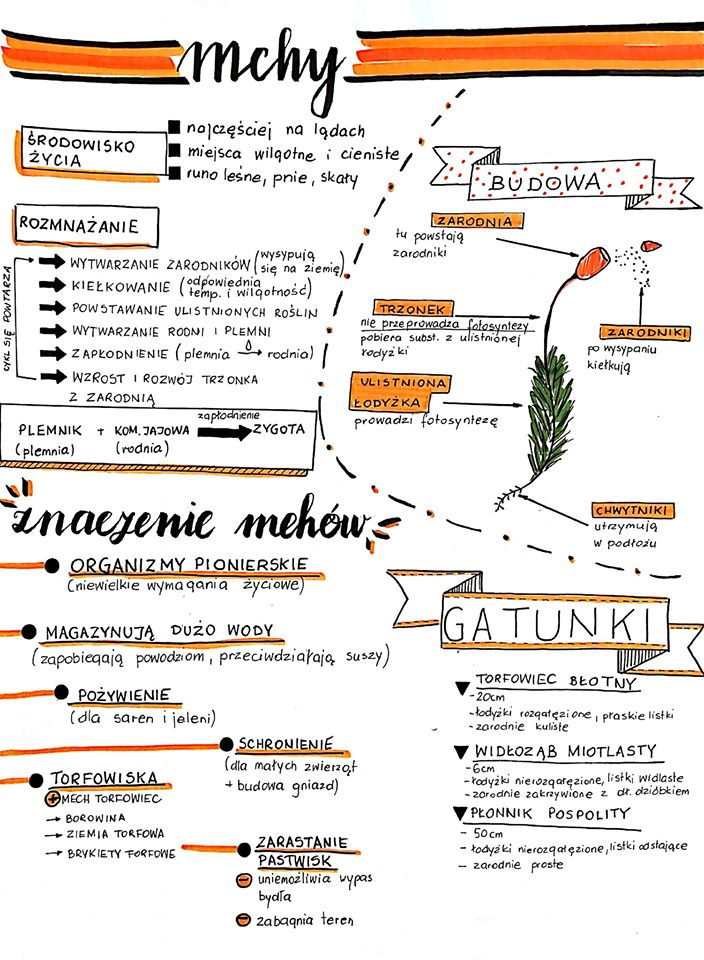 mchy
ŚRODOWISKO
ŻYCIA
najczęściej na lądach
miejsca wilgotne i cieniste
runo leśne, pnie, skały
ROZMNAŻANIE
CYKL SIĘ POWTARZA
WYTWARZANIE ZARODNIKÓW (wysypują
się na ziemię)
KIEŁKOWANIE (odpowiednia
temp. i wilgotność)
POWSTAWANIE ULISTNIONYCH ROŚLIN
WYTWARZANIE RODNI I PLEMNI
ZAPŁODNIENIE (plemnia → rodnia)
WZROST I ROZWÓJ TRZONKA
Z ZARODNIĄ
zapłodnienie
PLEMNIK + KOM. JAJOWA ZYGOTA
(plemnia) (rodnia)
BUDOWA
ZARODNIA
tu powstają
zarodniki
TRZONEK
nie przeprowadza fotosyntezy
pobiera subst. z ulistnionej
łodyżki
ZARODNIKI
po wysypaniu
kiełkują
ULISTNIONA
ŁODYŻKA
prowadzi fotosyntezę
CHWYTNIKI
utrzymują
w podłożu
znaczenie mchów
ORGANIZMY PIONIERSKIE
(niewielkie wymagania życiowe)
MAGAZYNUJĄ DUŻO WODY
(zapobiegają powodziom, przeciwdziałają suszy)
POŻYWIENIE
(dla saren i jeleni)
SCHRONIENIE
(dla małych zwierząt
+ budowa gniazd)
TORFOWISKA
+ MECH TORFOWIEC
→ BOROWINA
→ ZIEMIA TORFOWA
→ BRYKIETY TORFOWE
ZARASTANIE
PASTWISK
- uniemożliwia wypas
bydła
- zabagnia teren
GATUNKI
TORFOWIEC BŁOTNY
- 20cm
- łodyżki rozgałęzione, płaskie listki
- zarodnie kuliste
WIDŁOZĄB MIOTLASTY
- 6cm
- łodyżki nierozgałęzione, listki widlaste
- zarodnie zakrzywione z dł. dzióbkiem
PŁONNIK POSPOLITY
- 50cm
- łodyżki nierozgałęzione, listki odstające
- zarodnie proste